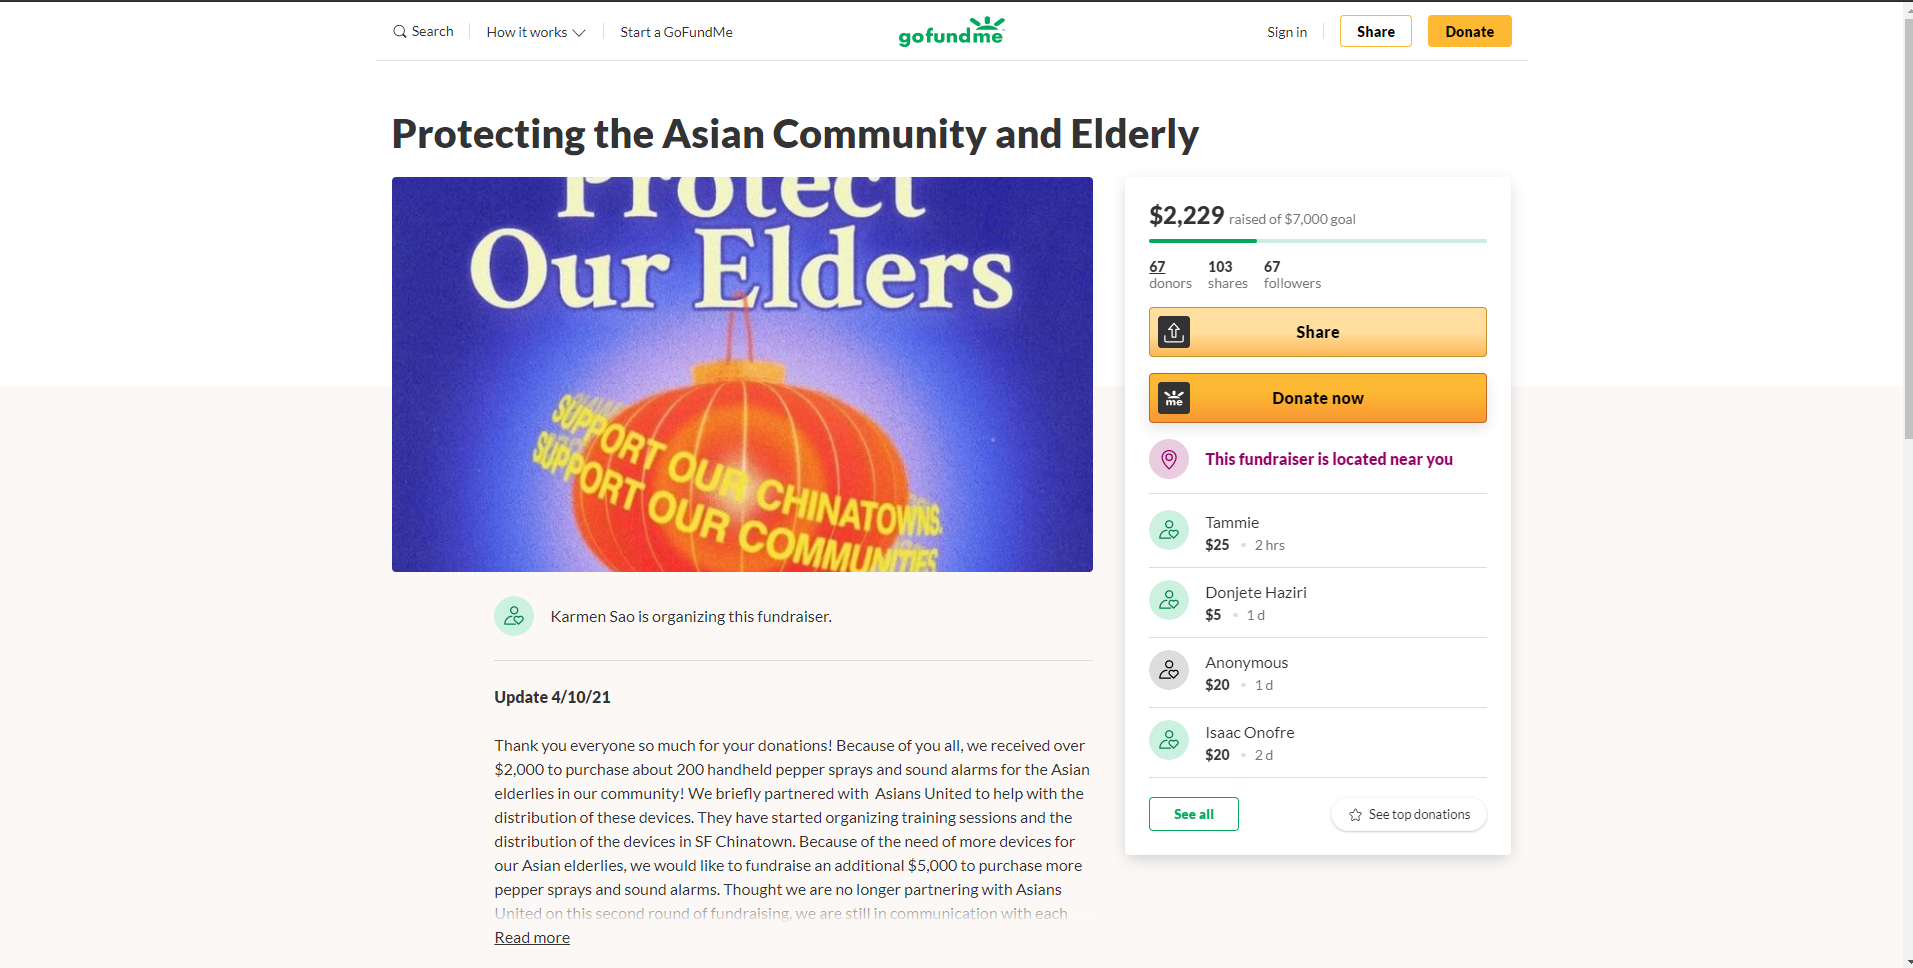 Search
How it works
Start a GoFundMe
gofundme
Sign in
Share
Donate
Protecting the Asian Community and Elderly
Protect
Our Elders
SUPPORT OUR CHINATOWNS.
SUPPORT OUR COMMUNITIES
Karmen Sao is organizing this fundraiser.
Update 4/10/21
Thank you everyone so much for your donations! Because of you all, we received over
$2,000 to purchase about 200 handheld pepper sprays and sound alarms for the Asian
elderlies in our community! We briefly partnered with  Asians United to help with the
distribution of these devices. They have started organizing training sessions and the
distribution of the devices in SF Chinatown. Because of the need of more devices for
our Asian elderlies, we would like to fundraise an additional $5,000 to purchase more
pepper sprays and sound alarms. Thought we are no longer partnering with Asians
United on this second round of fundraising, we are still in communication with each
Read more
$2,229 raised of $7,000 goal
67 donors
103 shares
67 followers
Share
me
Donate now
This fundraiser is located near you
Tammie
$25 • 2 hrs
Donjete Haziri
$5 • 1 d
Anonymous
$20 • 1 d
Isaac Onofre
$20 • 2 d
See all
See top donations